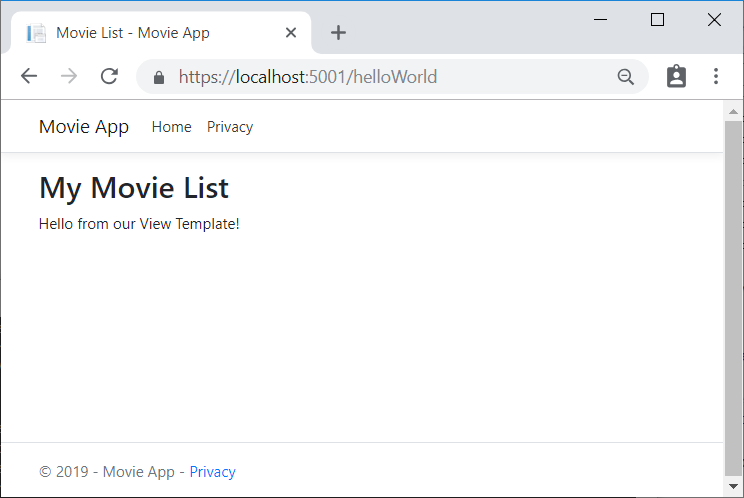 Movie List - Movie App
https://localhost:5001/helloWorld
Movie App Home Privacy
My Movie List
Hello from our View Template!
© 2019 - Movie App - Privacy